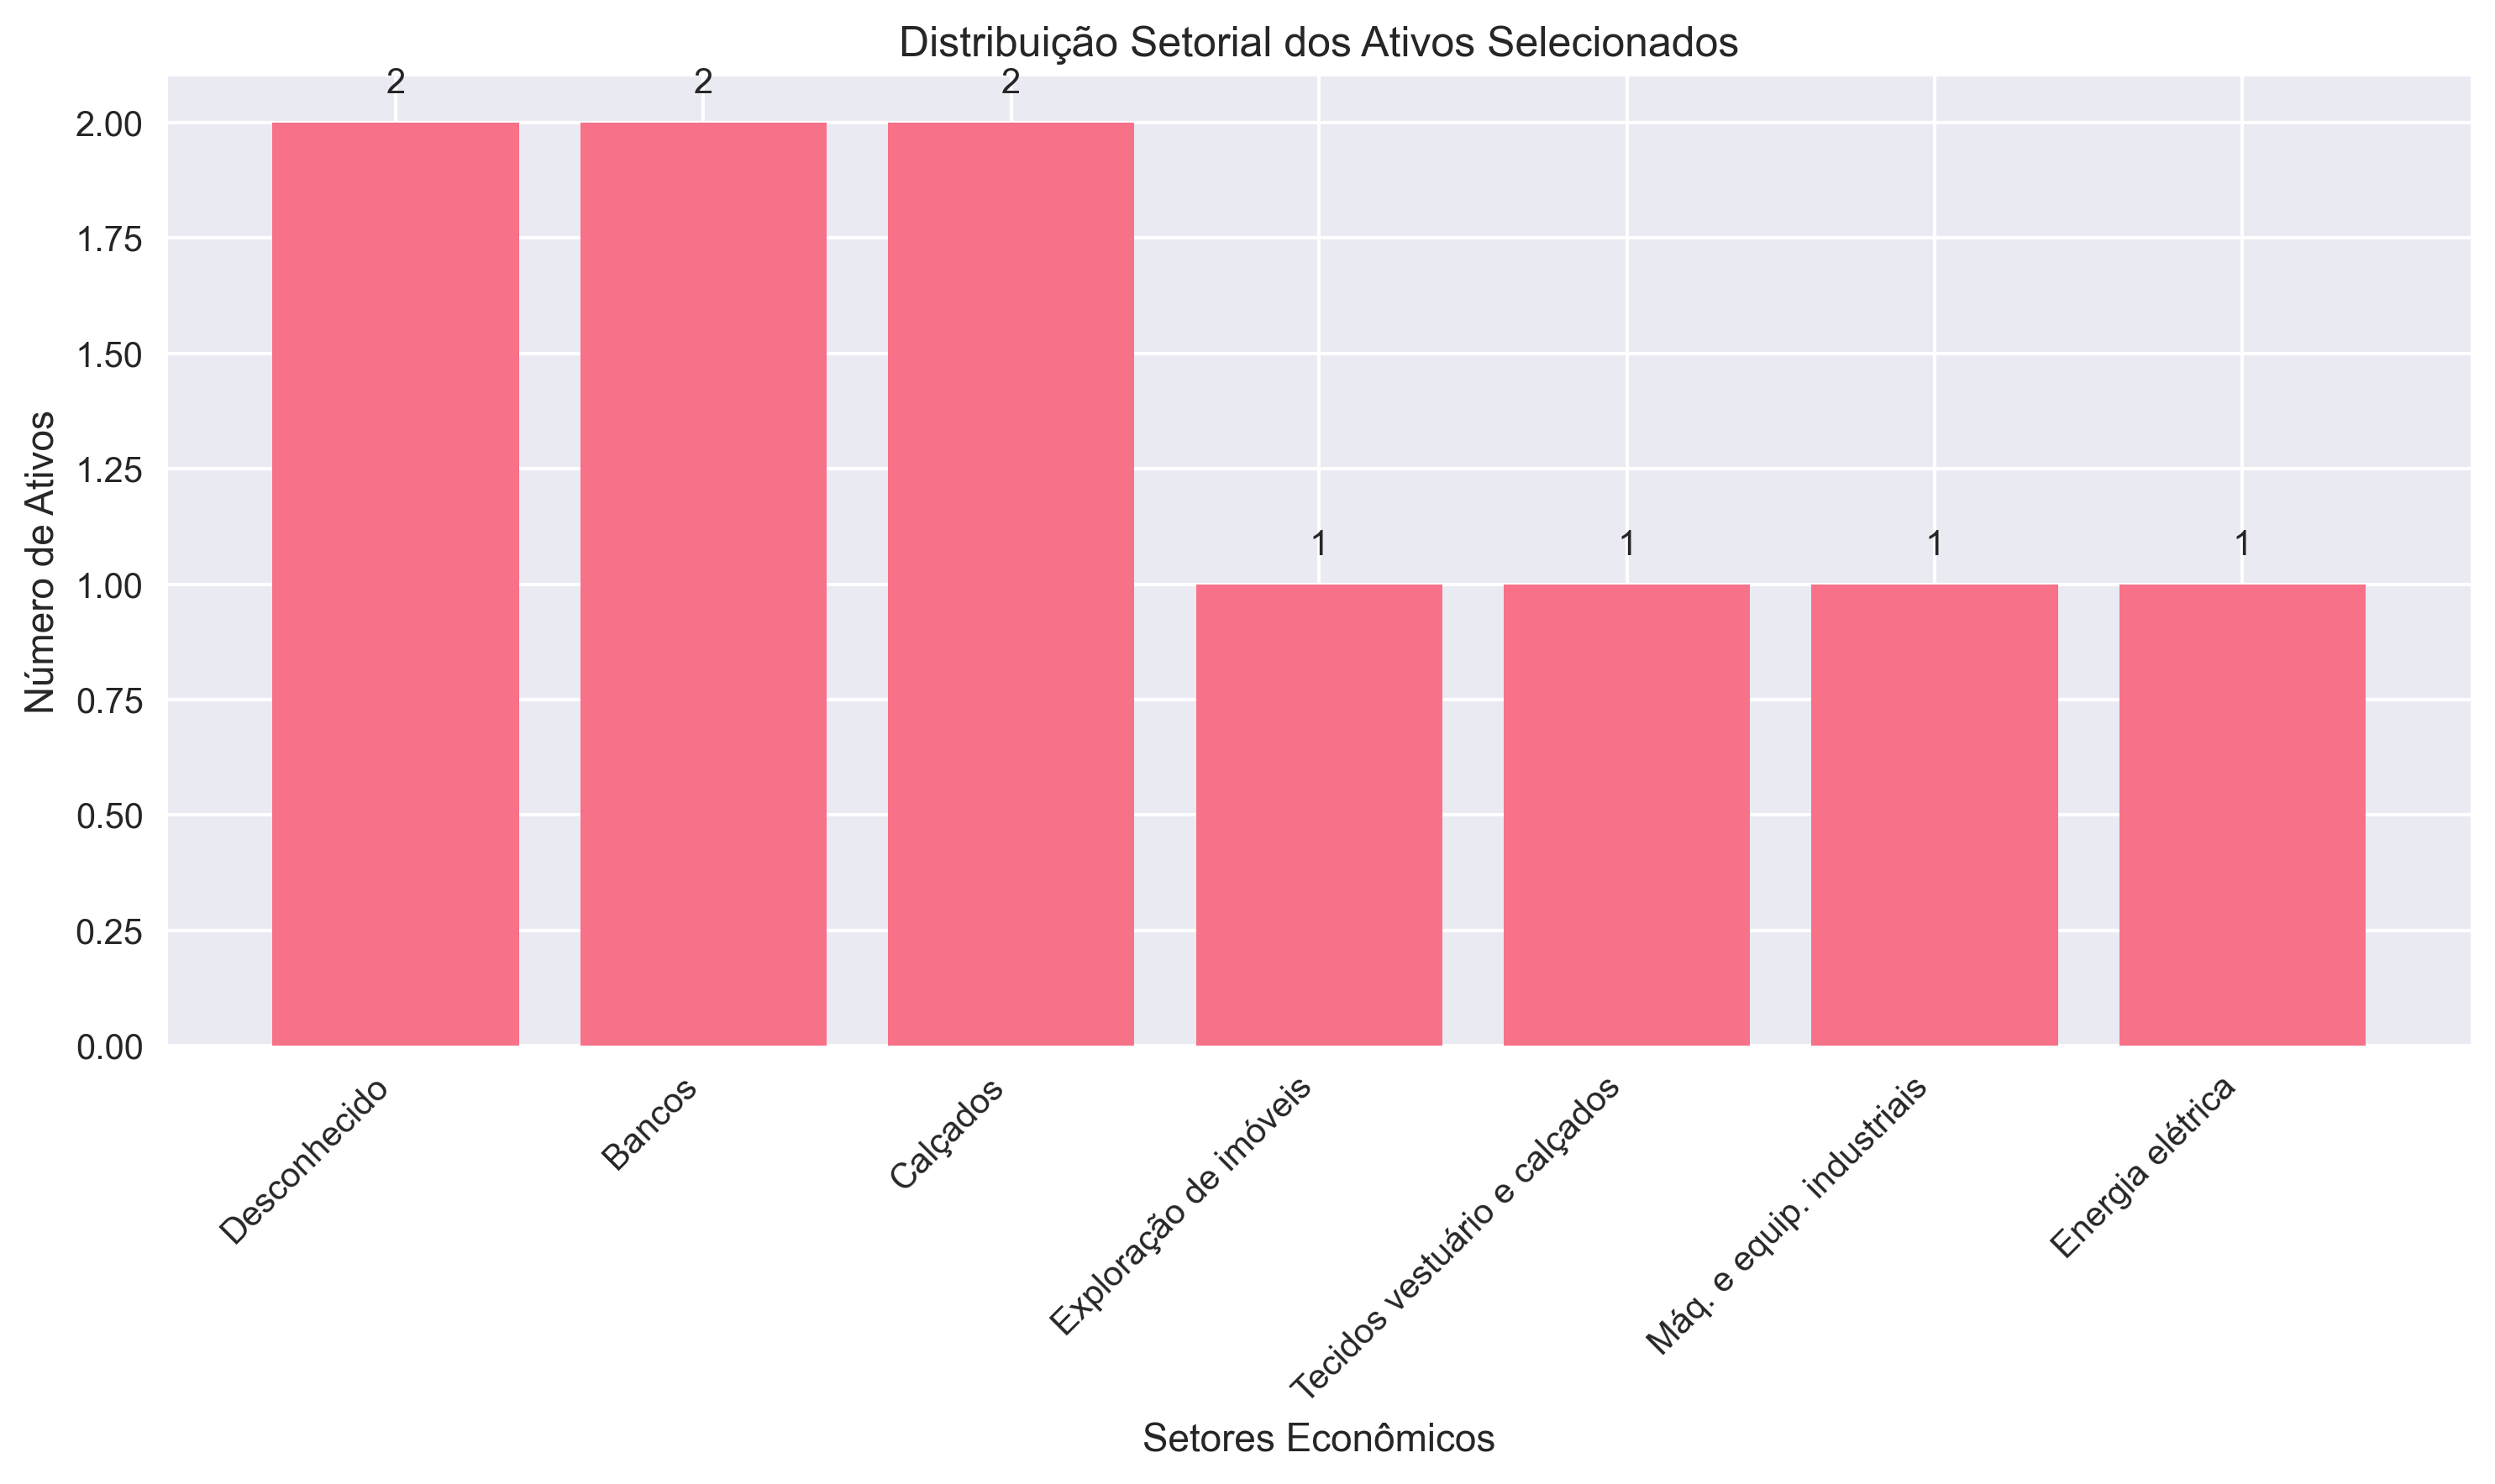 Distribuição Setorial dos Ativos Selecionados
2 2 2
2.00
1.75
1.50
1.25
1 1 1 1
1.00
0.75
0.50
0.25
0.00
Número de Ativos
Desconhecido
Bancos
Calçados
Exploração de imóveis
Tecidos vestuário e calçados
Máq. e equip. industriais
Energia elétrica
Setores Econômicos